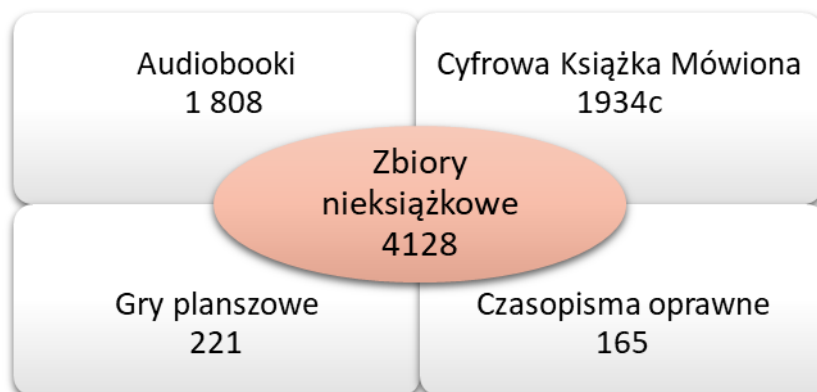 Audiobooki
1 808
Cyfrowa Książka Mówiona
1934c
Zbiory
nieksiążkowe
4128
Gry planszowe
221
Czasopisma oprawne
165